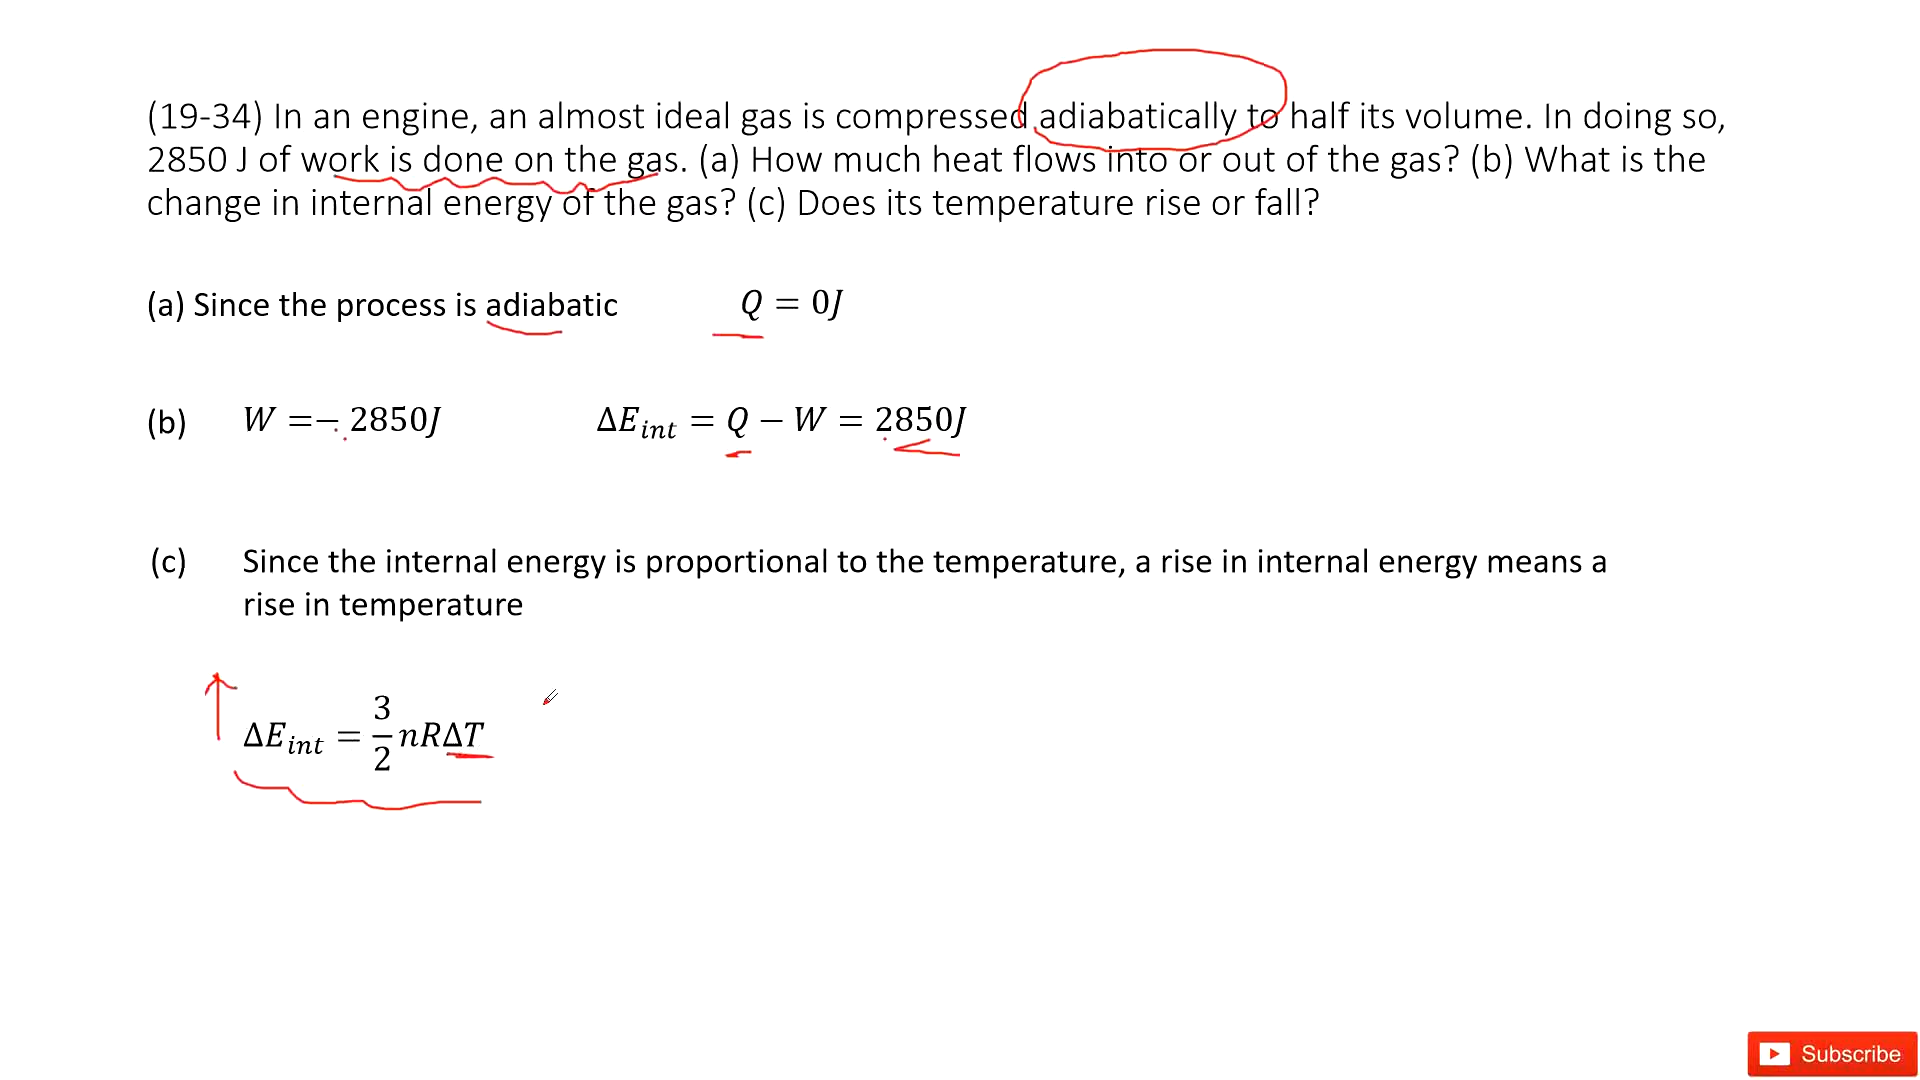 (19-34) In an engine, an almost ideal gas is compressed adiabatically to half its volume. In doing so,
2850 J of work is done on the gas. (a) How much heat flows into or out of the gas? (b) What is the
change in internal energy of the gas? (c) Does its temperature rise or fall?
(a) Since the process is adiabatic Q = 0J
(b) W =− 2850J ΔE_int = Q − W = 2850J
(c) Since the internal energy is proportional to the temperature, a rise in internal energy means a
rise in temperature
ΔE_int = 3/2 nRΔT
Subscribe